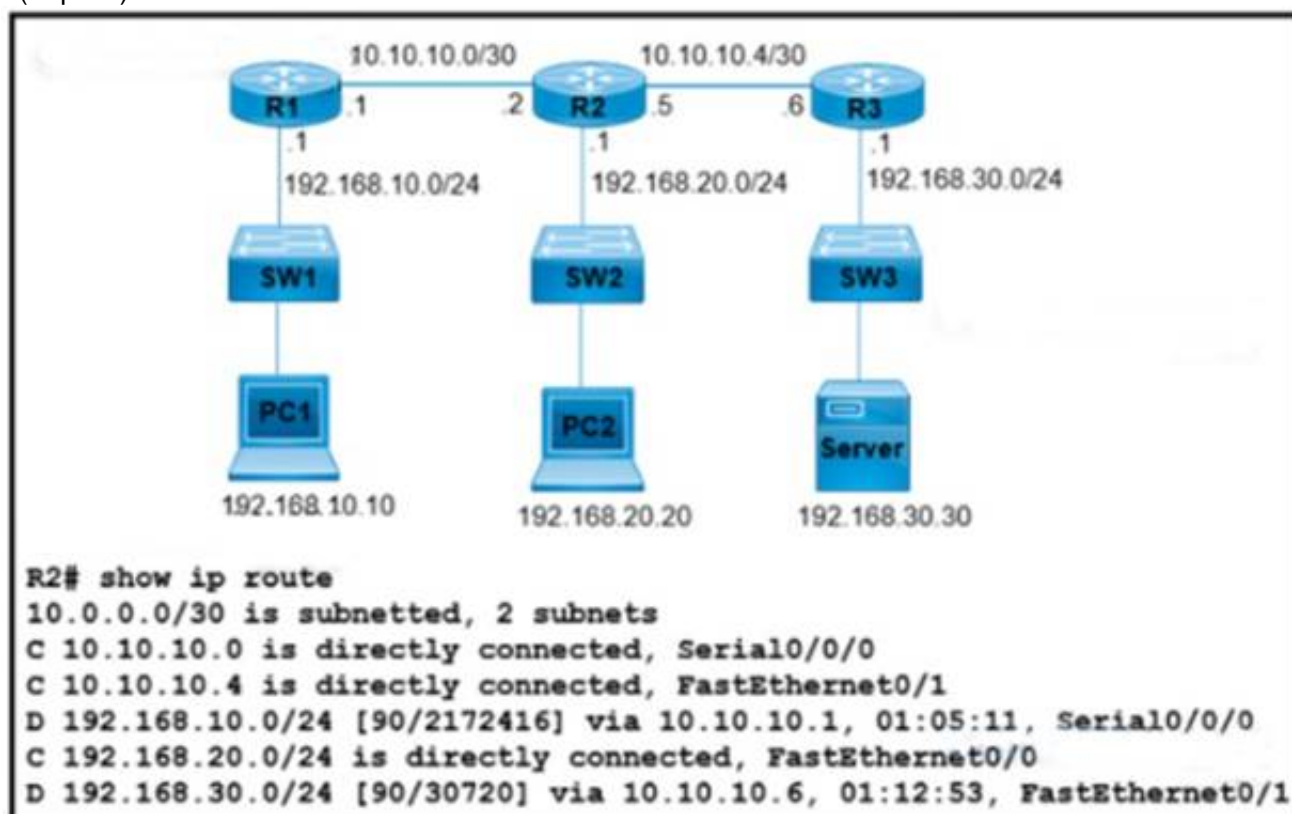 10.10.10.0/30 10.10.10.4/30
R1 .1 .2 R2 .5 .6 R3
.1 .1 .1
192.168.10.0/24 192.168.20.0/24 192.168.30.0/24
SW1 SW2 SW3
PC1 PC2 Server
192.168.10.10 192.168.20.20 192.168.30.30
R2# show ip route
10.0.0.0/30 is subnetted, 2 subnets
C 10.10.10.0 is directly connected, Serial0/0/0
C 10.10.10.4 is directly connected, FastEthernet0/1
D 192.168.10.0/24 [90/2172416] via 10.10.10.1, 01:05:11, Serial0/0/0
C 192.168.20.0/24 is directly connected, FastEthernet0/0
D 192.168.30.0/24 [90/30720] via 10.10.10.6, 01:12:53, FastEthernet0/1